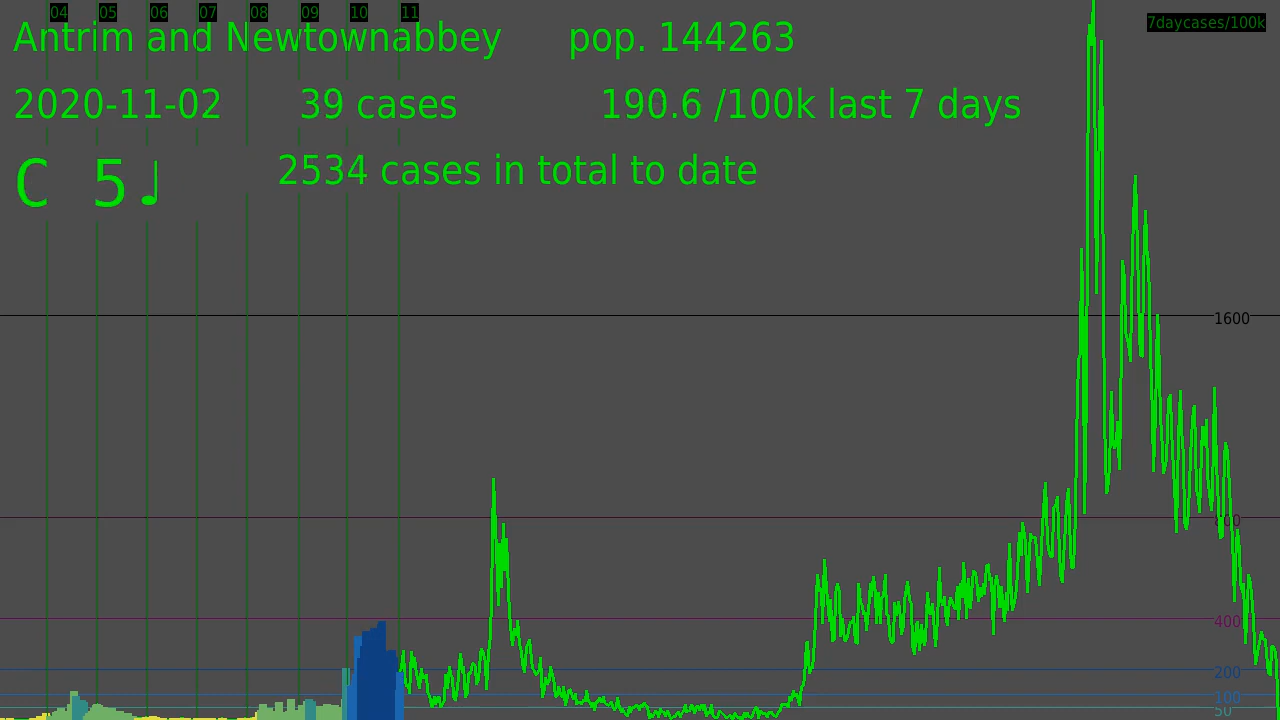 04 05 06 07 08 09 10 11
7daycases/100k
Antrim and Newtownabbey pop. 144263
2020-11-02 39 cases 190.6 /100k last 7 days
C 5♩ 2534 cases in total to date
1600
800
400
200
100
50